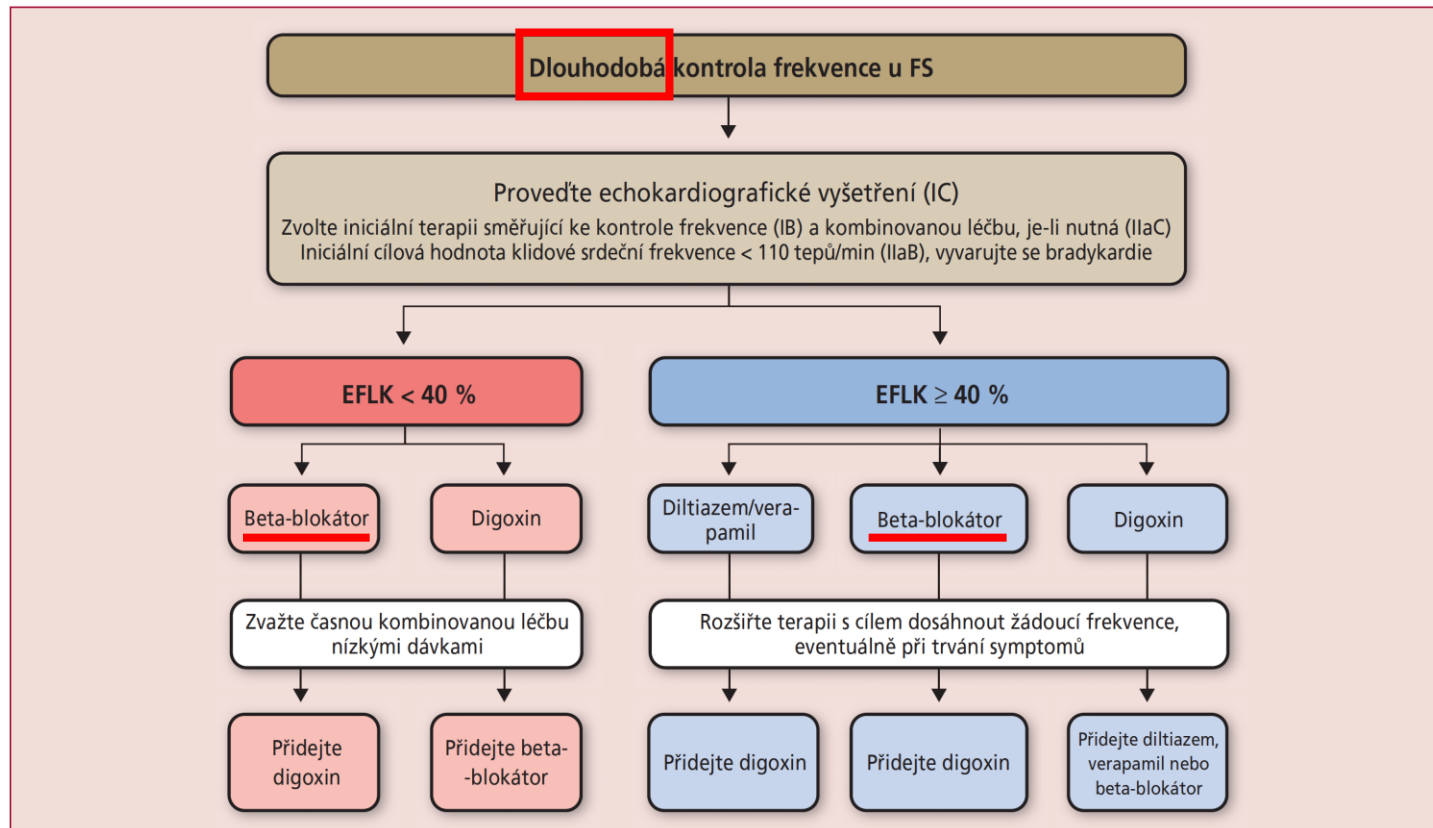 Dlouhodobá kontrola frekvence u FS
Proveďte echokardiografické vyšetření (IC)
Zvolte iniciální terapii směřující ke kontrole frekvence (IB) a kombinovanou léčbu, je-li nutná (IIaC)
Iniciální cílová hodnota klidové srdeční frekvence < 110 tepů/min (IIaB), vyvarujte se bradykardie
EFLK < 40 %
EFLK ≥ 40 %
Beta-blokátor
Digoxin
Diltiazem/vera-
pamil
Beta-blokátor
Digoxin
Zvažte časnou kombinovanou léčbu
nízkými dávkami
Rozšiřte terapii s cílem dosáhnout žádoucí frekvence,
eventuálně při trvání symptomů
Přidejte
digoxin
Přidejte beta-
-blokátor
Přidejte digoxin
Přidejte digoxin
Přidejte diltiazem,
verapamil nebo
beta-blokátor